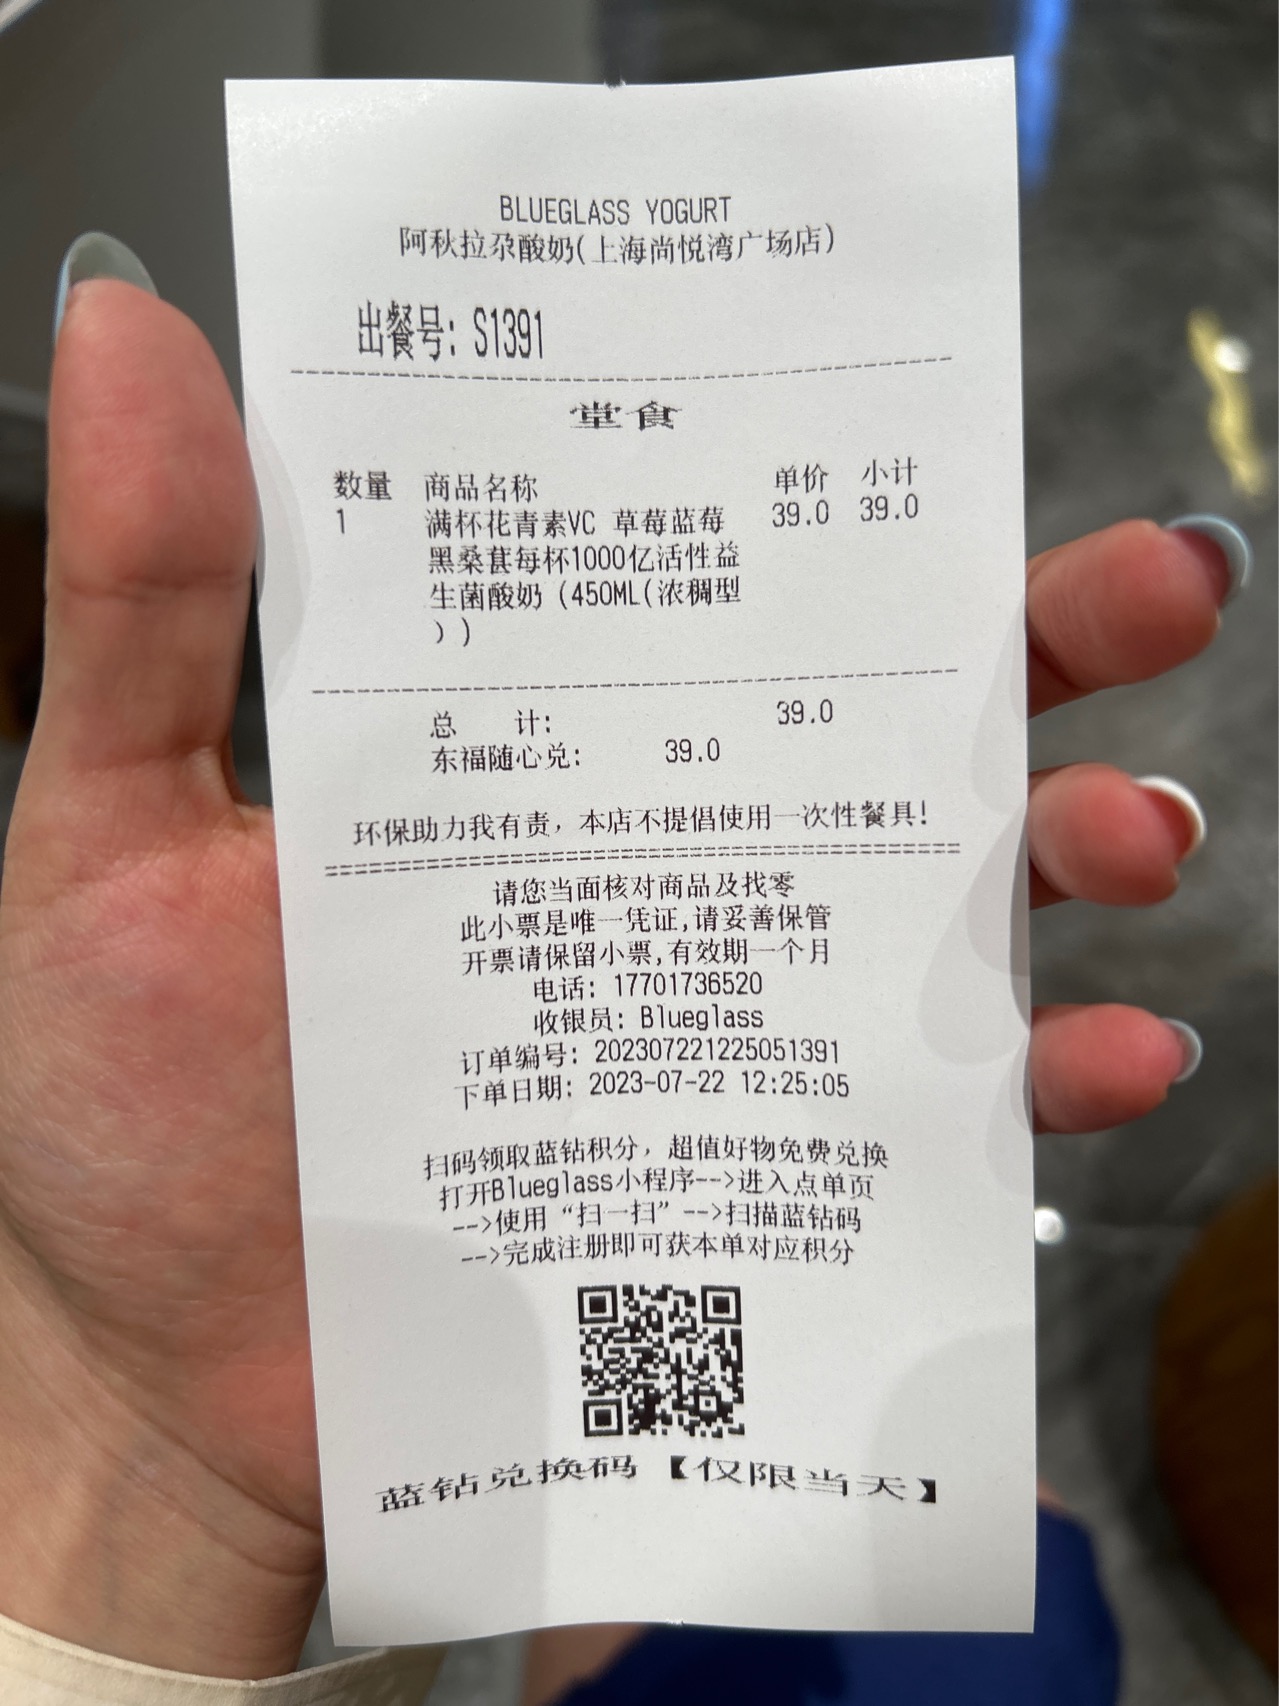 BLUEGLASS YOGURT
阿秋拉尕酸奶(上海尚悦湾广场店)
出餐号: S1391
堂食
数量 商品名称 单价 小计
1 满杯花青素VC 草莓蓝莓 39.0 39.0
黑桑葚每杯1000亿活性益
生菌酸奶 (450ML(浓稠型
))
总 计: 39.0
东福随心兑: 39.0
环保助力我有责，本店不提倡使用一次性餐具!
请您当面核对商品及找零
此小票是唯一凭证,请妥善保管
开票请保留小票,有效期一个月
电话: 17701736520
收银员: Blueglass
订单编号: 202307221225051391
下单日期: 2023-07-22 12:25:05
扫码领取蓝钻积分，超值好物免费兑换
打开Blueglass小程序-->进入点单页
-->使用“扫一扫”-->扫描蓝钻码
-->完成注册即可获本单对应积分
蓝钻兑换码【仅限当天】